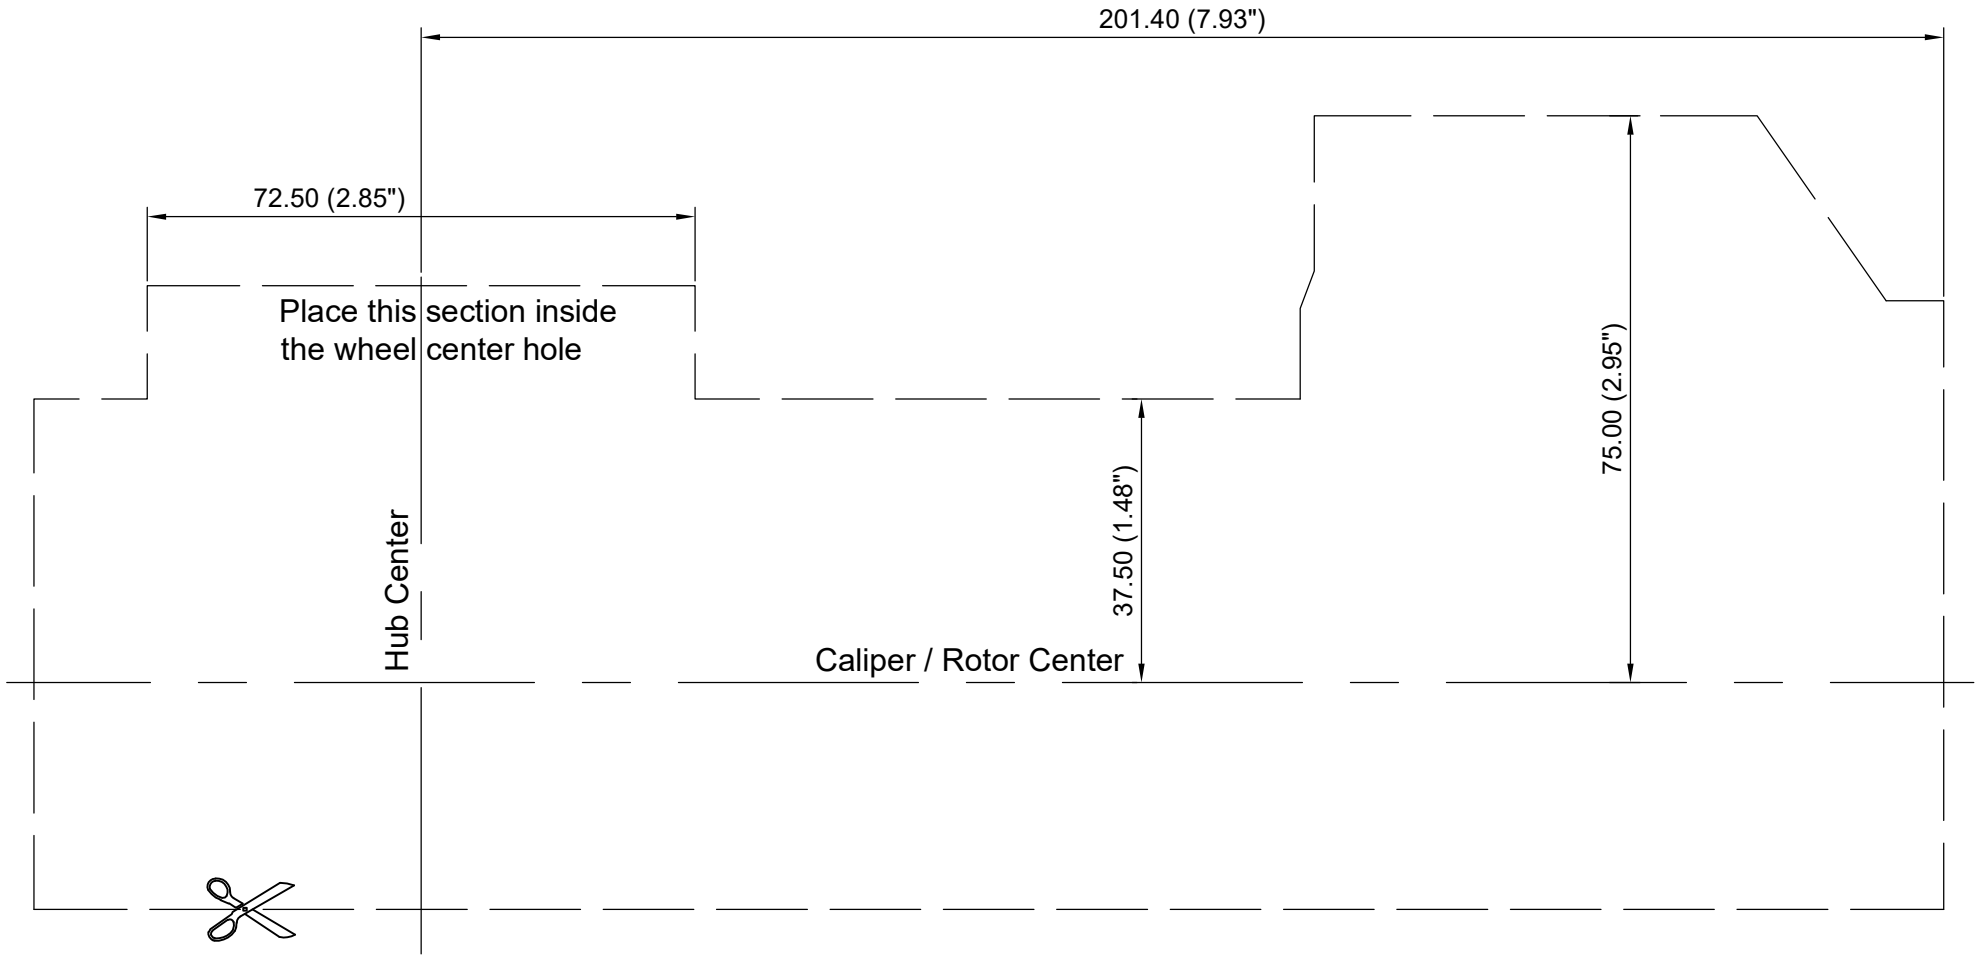 201.40 (7.93")
72.50 (2.85")
Place this section inside
the wheel center hole
75.00 (2.95")
37.50 (1.48")
Hub Center
Caliper / Rotor Center